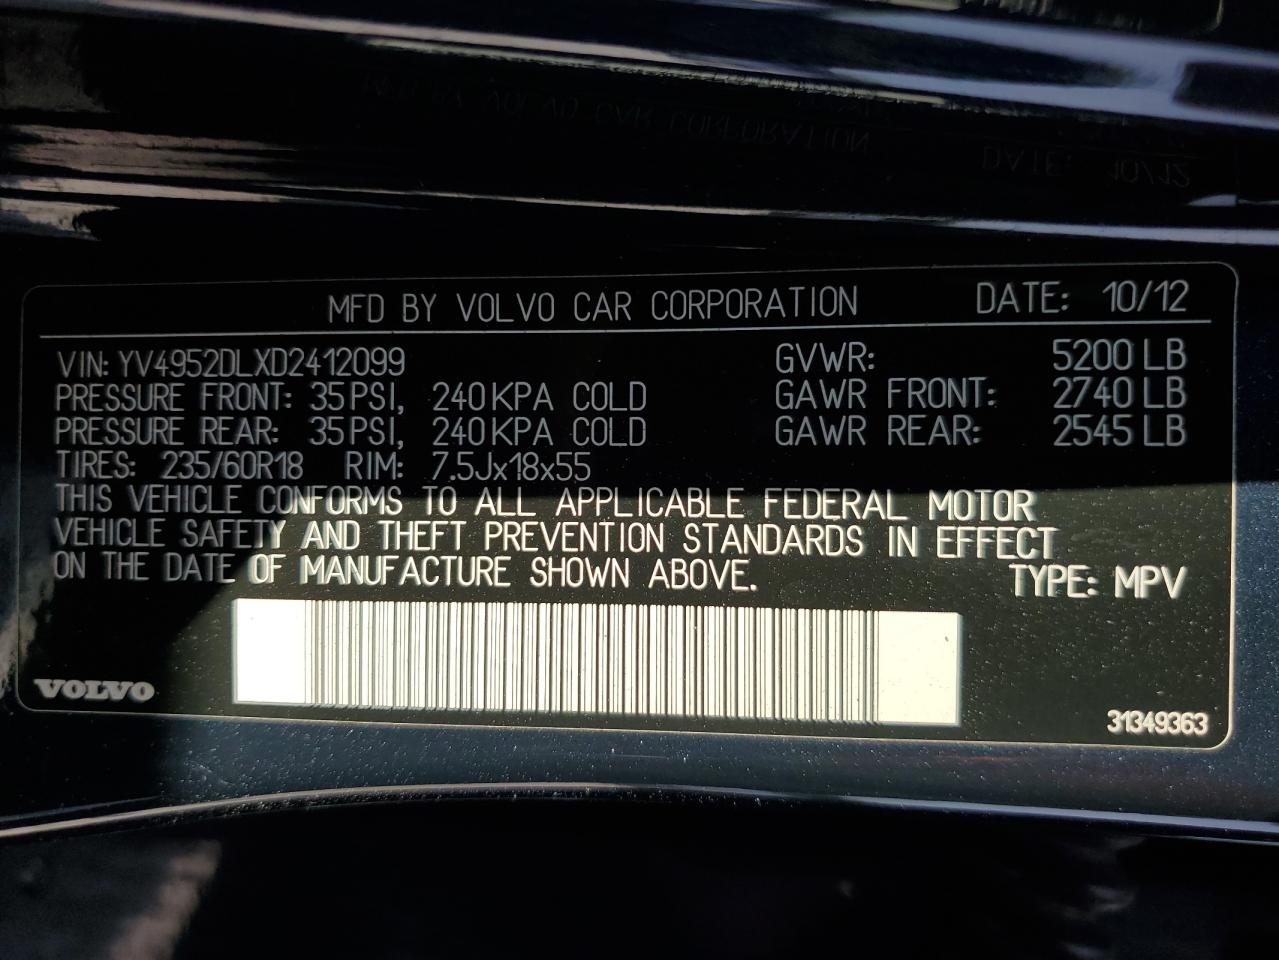 MFD BY VOLVO CAR CORPORATION DATE: 10/12
VIN: YV4952DLXD2412099 GVWR: 5200 LB
PRESSURE FRONT: 35 PSI, 240 KPA COLD GAWR FRONT: 2740 LB
PRESSURE REAR: 35 PSI, 240 KPA COLD GAWR REAR: 2545 LB
TIRES: 235/60R18 RIM: 7.5Jx18x55
THIS VEHICLE CONFORMS TO ALL APPLICABLE FEDERAL MOTOR
VEHICLE SAFETY AND THEFT PREVENTION STANDARDS IN EFFECT
ON THE DATE OF MANUFACTURE SHOWN ABOVE. TYPE: MPV
VOLVO 31349363